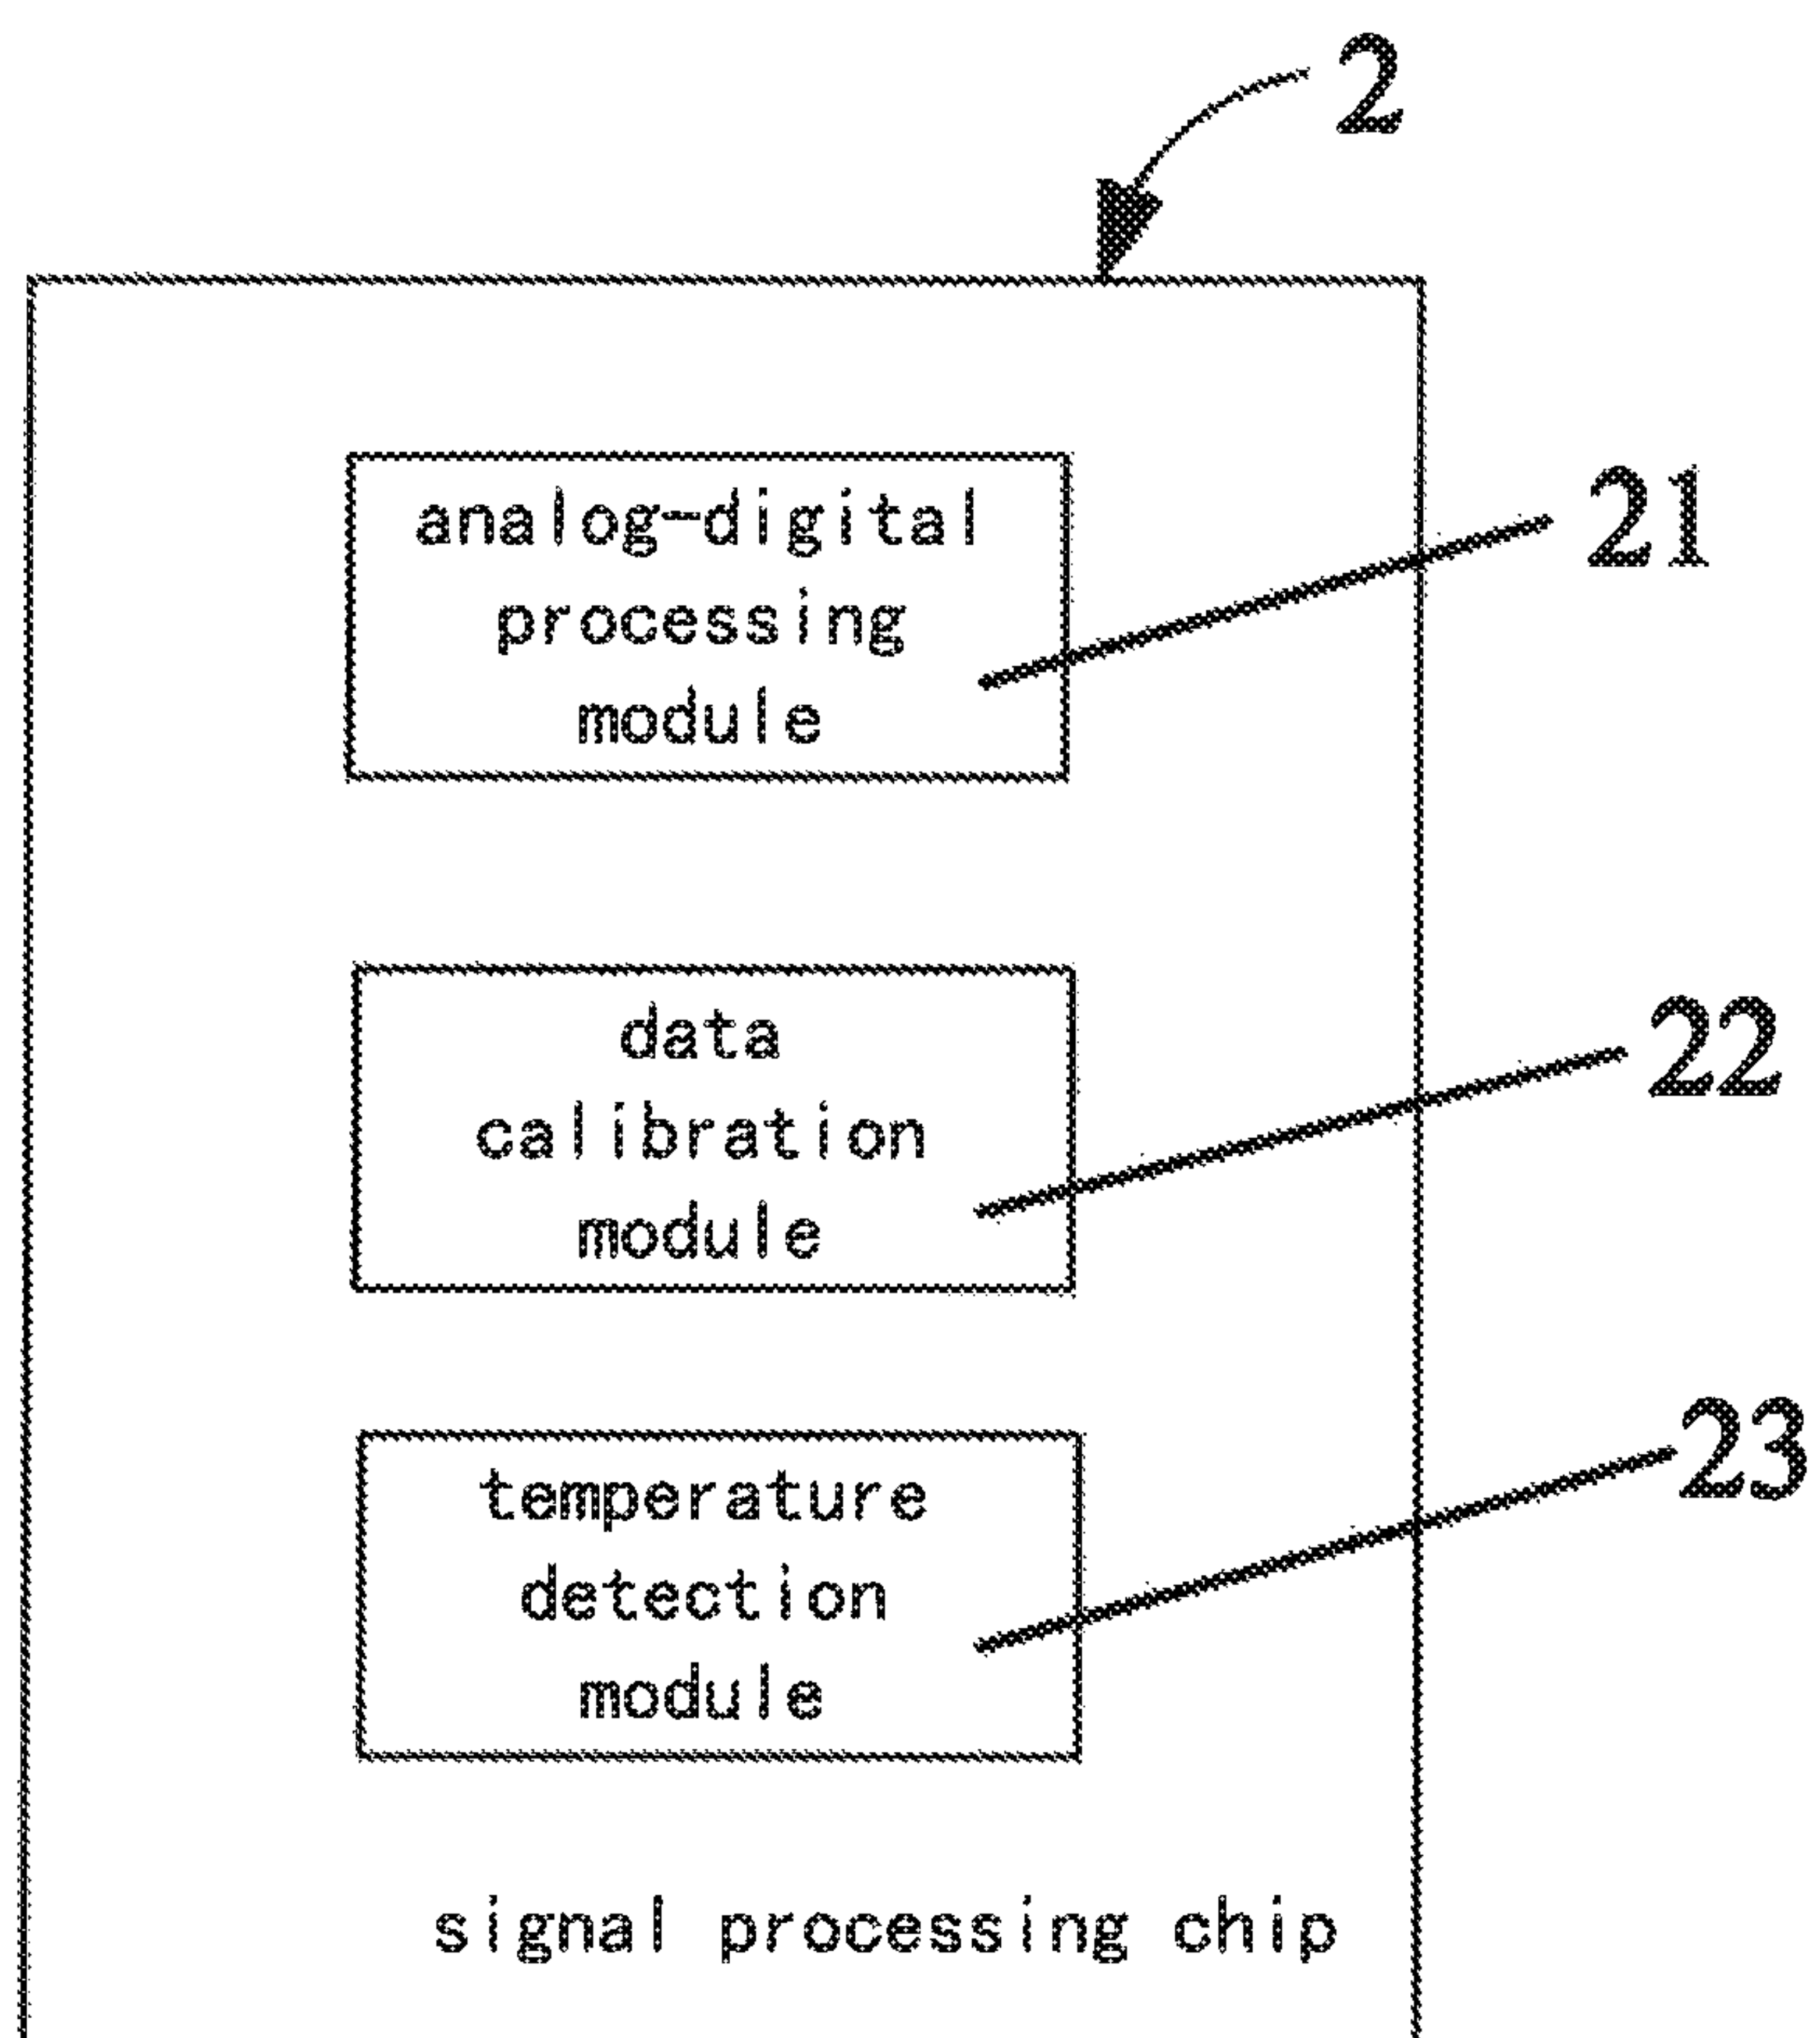 2
analog-digital
processing
module
21
data
calibration
module
22
temperature
detection
module
23
signal processing chip